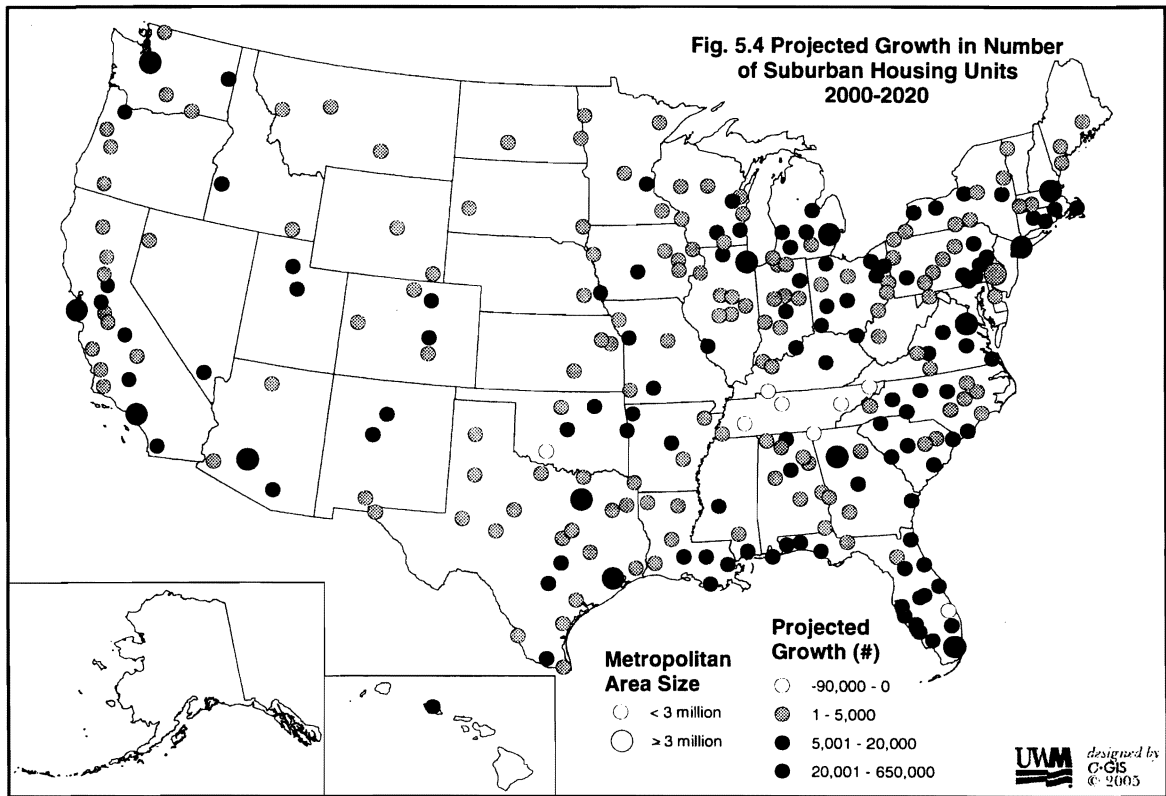 Fig. 5.4 Projected Growth in Number
of Suburban Housing Units
2000-2020
Metropolitan
Area Size
< 3 million
≥ 3 million
Projected
Growth (#)
-90,000 - 0
1 - 5,000
5,001 - 20,000
20,001 - 650,000
UWM
designed by
C•GIS
© 2005